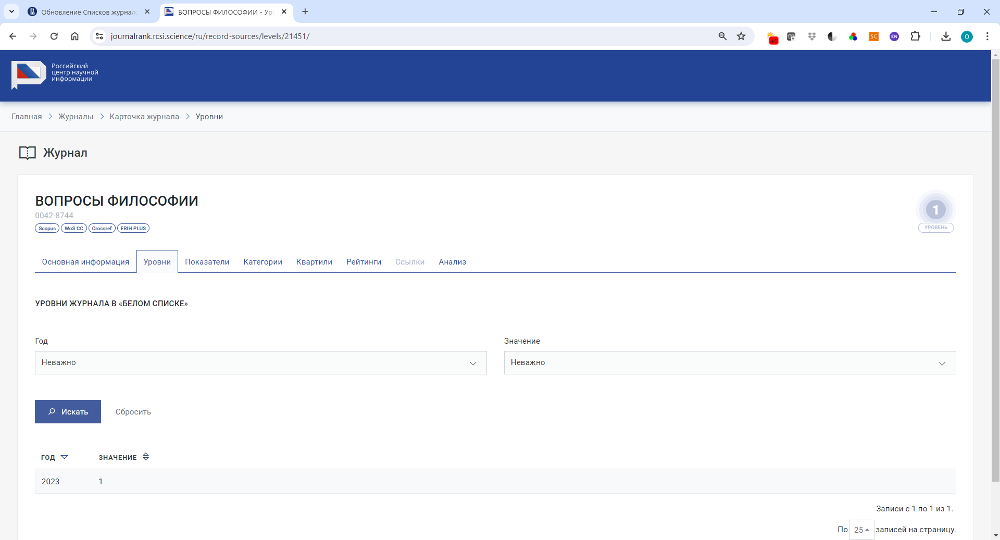 Обновление Списков журнал
ВОПРОСЫ ФИЛОСОФИИ - Ур
journalrank.rcsi.science/ru/record-sources/levels/21451/
+1
SC
EN
O
Российский
центр научной
информации
Главная > Журналы > Карточка журнала > Уровни
Журнал
ВОПРОСЫ ФИЛОСОФИИ
0042-8744
Scopus WoS CC Crossref ERIH PLUS
1
УРОВЕНЬ
Основная информация Уровни Показатели Категории Квартили Рейтинги Ссылки Анализ
УРОВНИ ЖУРНАЛА В «БЕЛОМ СПИСКЕ»
Год Значение
Неважно Неважно
Искать Сбросить
ГОД ЗНАЧЕНИЕ
2023 1
Записи с 1 по 1 из 1.
По 25 записей на страницу.